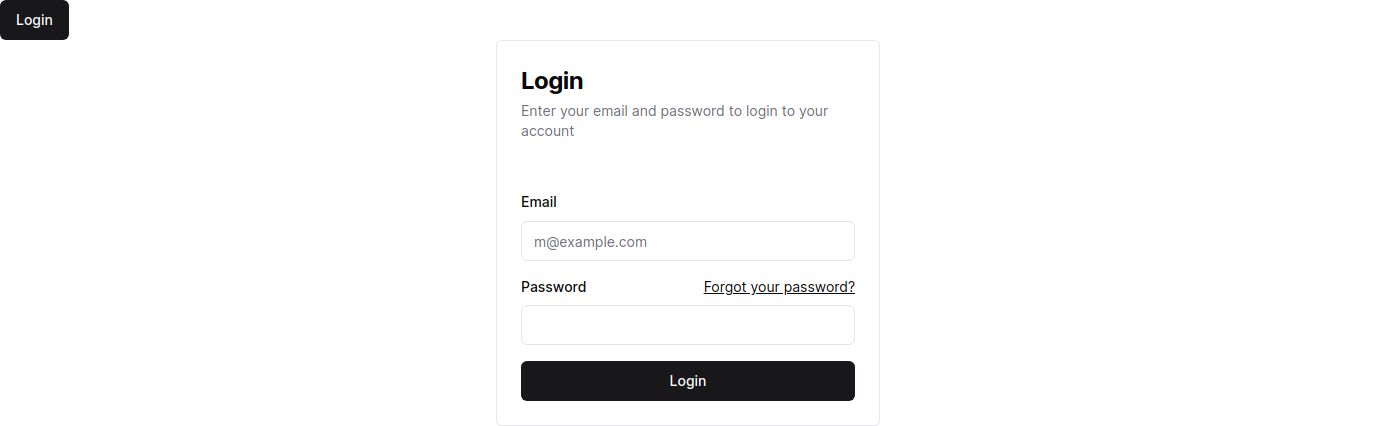 Login
Login
Enter your email and password to login to your
account
Email
m@example.com
Password Forgot your password?
Login